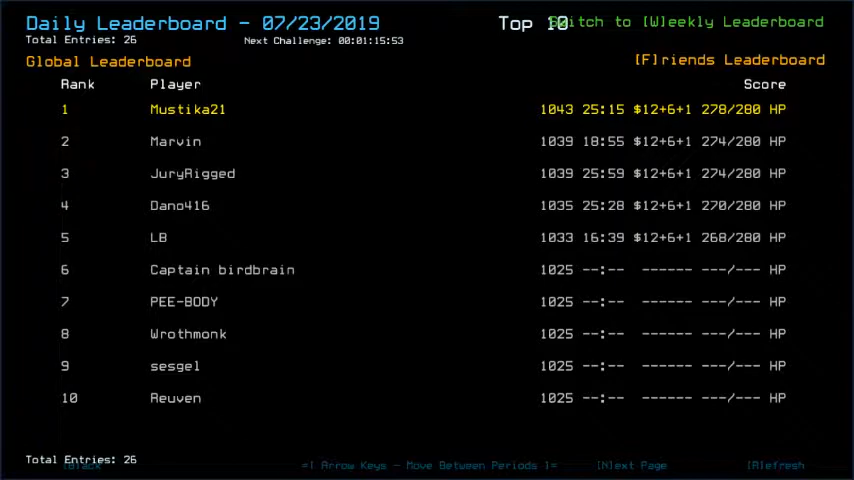 Daily Leaderboard - 07/23/2019 Top 10 Switch to [W]eekly Leaderboard
Total Entries: 26 Next Challenge: 00:01:15:53
Global Leaderboard [F]riends Leaderboard
Rank Player Score
1 Mustika21 1043 25:15 $12+6+1 278/280 HP
2 Marvin 1039 18:55 $12+6+1 274/280 HP
3 JuryRigged 1039 25:59 $12+6+1 274/280 HP
4 Dano416 1035 25:28 $12+6+1 270/280 HP
5 LB 1033 16:39 $12+6+1 268/280 HP
6 Captain birdbrain 1025 --:-- ------ ---/--- HP
7 PEE-BODY 1025 --:-- ------ ---/--- HP
8 Wrothmonk 1025 --:-- ------ ---/--- HP
9 sesgel 1025 --:-- ------ ---/--- HP
10 Reuven 1025 --:-- ------ ---/--- HP
Total Entries: 26
[B]ack =[ Arrow Keys - Move Between Periods ]= [N]ext Page [R]efresh